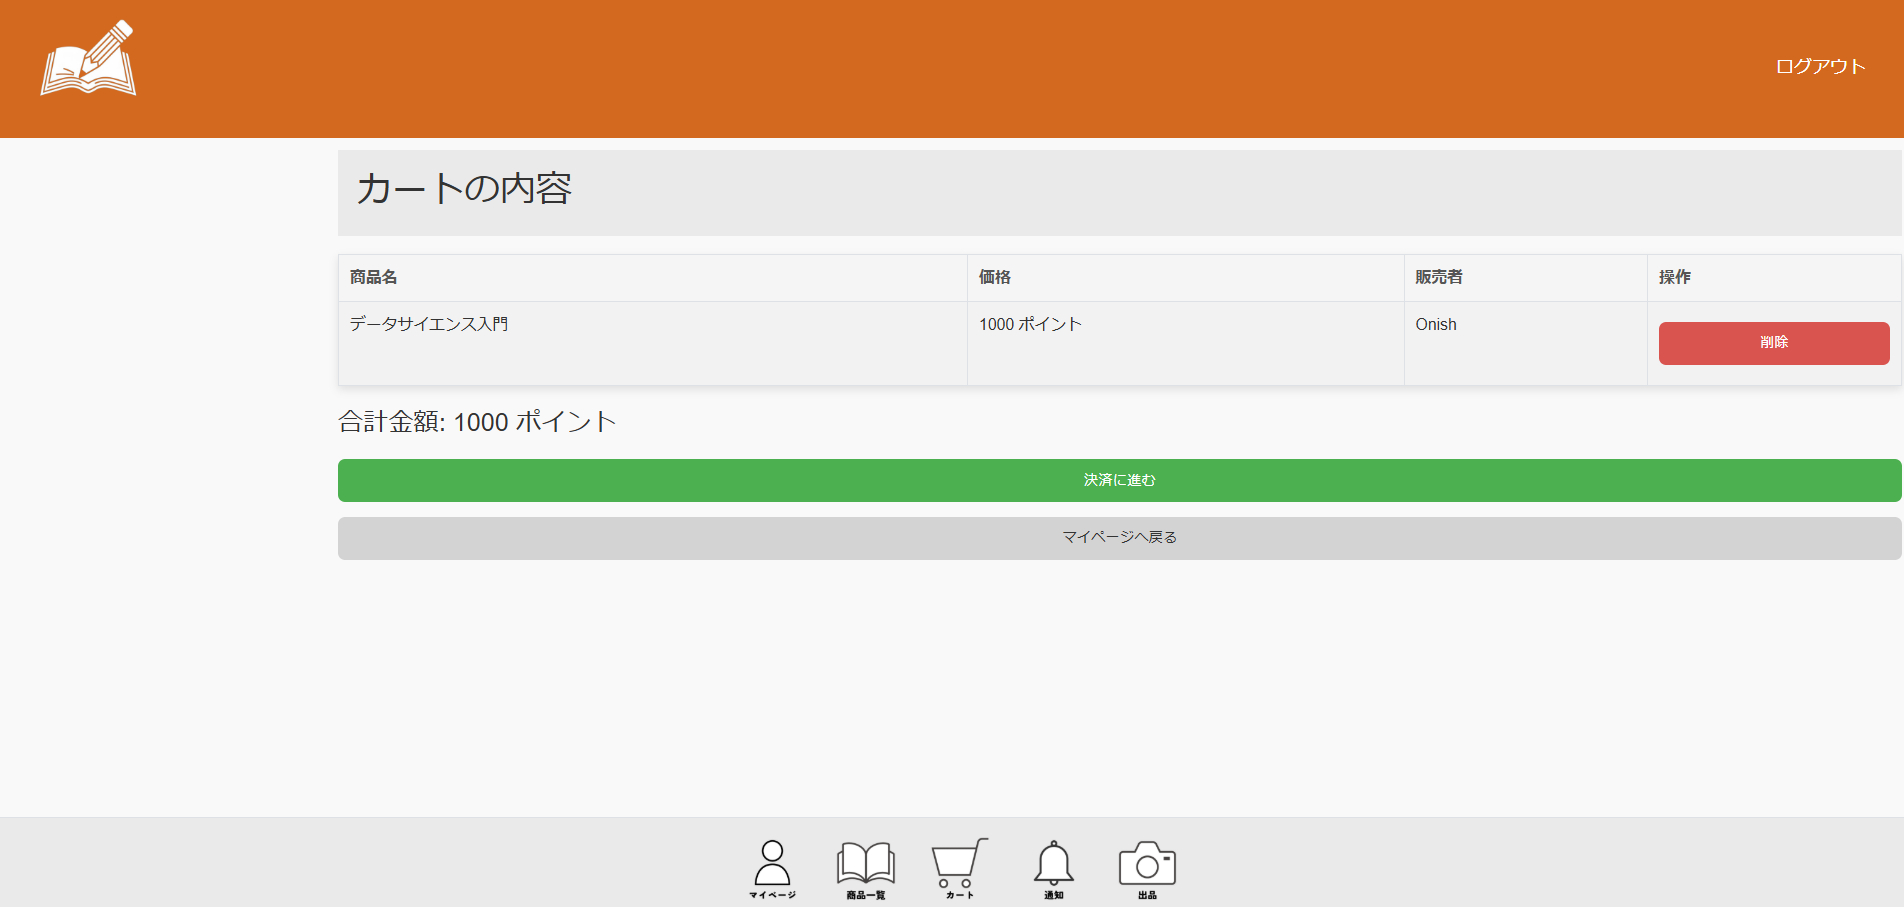 ログアウト
カートの内容
商品名 価格 販売者 操作
データサイエンス入門 1000 ポイント Onish 削除
合計金額: 1000 ポイント
決済に進む
マイページへ戻る
マイページ 商品一覧 カート 通知 出品